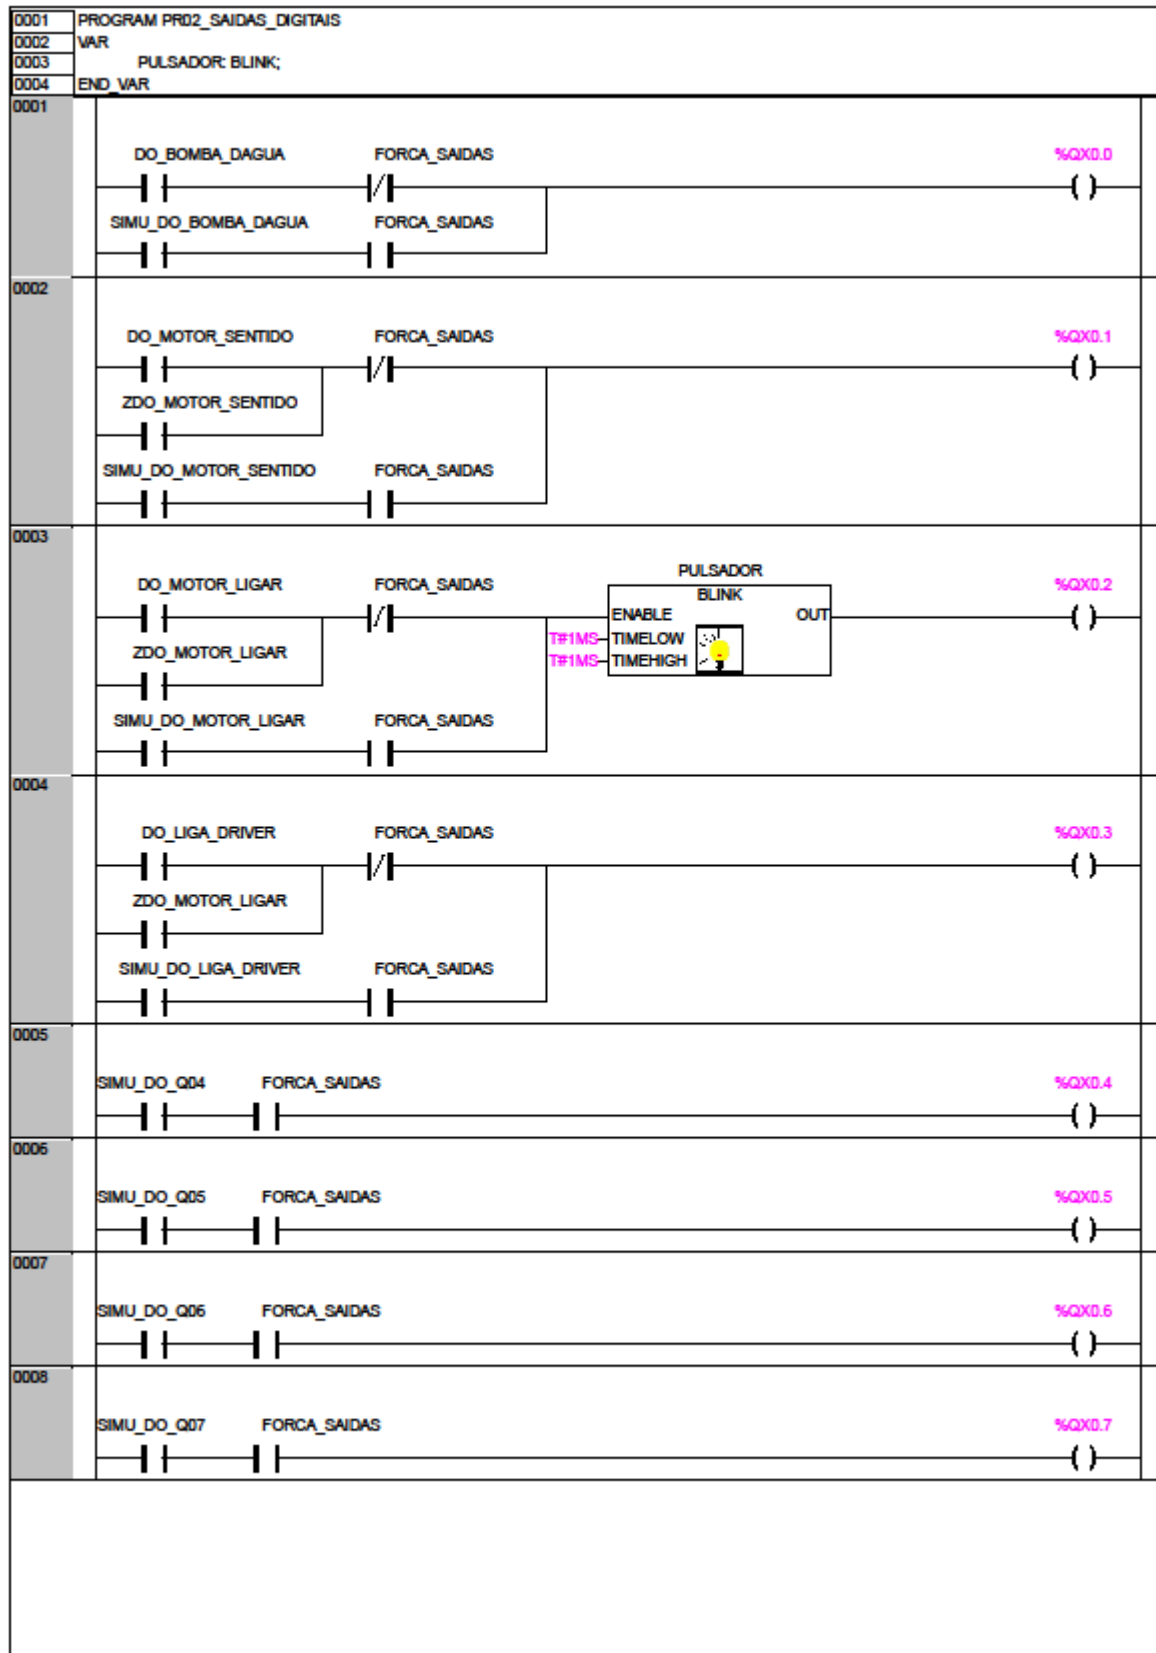 0001 PROGRAM PR02_SAIDAS_DIGITAIS
0002 VAR
0003 PULSADOR: BLINK;
0004 END_VAR
0001
DO_BOMBA_DAGUA FORCA_SAIDAS %QX0.0
SIMU_DO_BOMBA_DAGUA FORCA_SAIDAS
0002
DO_MOTOR_SENTIDO FORCA_SAIDAS %QX0.1
ZDO_MOTOR_SENTIDO
SIMU_DO_MOTOR_SENTIDO FORCA_SAIDAS
0003
PULSADOR
DO_MOTOR_LIGAR FORCA_SAIDAS BLINK %QX0.2
ENABLE OUT
T#1MS TIMELOW
ZDO_MOTOR_LIGAR
T#1MS TIMEHIGH
SIMU_DO_MOTOR_LIGAR FORCA_SAIDAS
0004
DO_LIGA_DRIVER FORCA_SAIDAS %QX0.3
ZDO_MOTOR_LIGAR
SIMU_DO_LIGA_DRIVER FORCA_SAIDAS
0005
SIMU_DO_Q04 FORCA_SAIDAS %QX0.4
0006
SIMU_DO_Q05 FORCA_SAIDAS %QX0.5
0007
SIMU_DO_Q06 FORCA_SAIDAS %QX0.6
0008
SIMU_DO_Q07 FORCA_SAIDAS %QX0.7